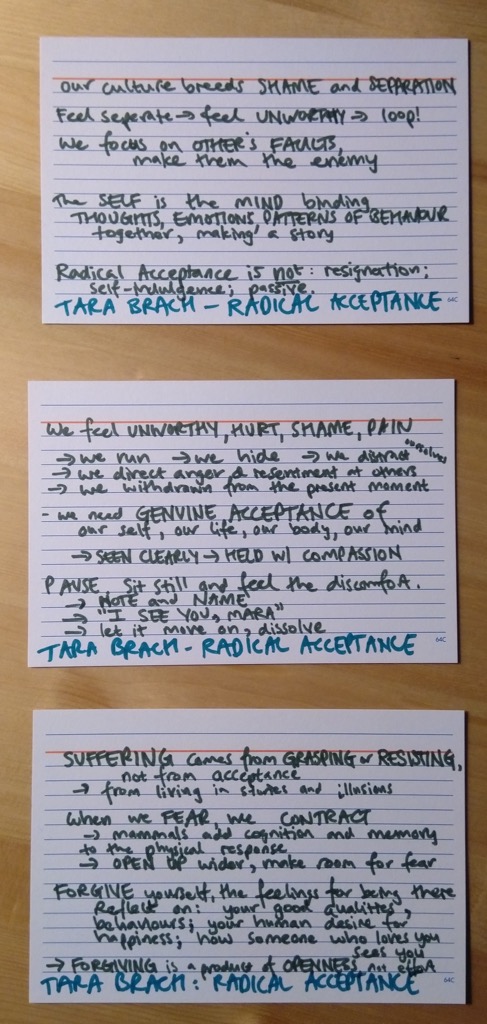 our culture breeds SHAME and SEPARATION
Feel seperate → feel UNWORTHY → loop!
We focus on OTHER'S FAULTS,
make them the enemy
The SELF is the MIND binding
THOUGHTS, EMOTIONS, PATTERNS OF BEHAVIOUR
together, making a story
Radical Acceptance is not: resignation;
self-indulgence; passive.
TARA BRACH - RADICAL ACCEPTANCE
64C
We feel UNWORTHY, HURT, SHAME, PAIN
→ we run → we hide → we distract ourselves
→ we direct anger & resentment at others
→ we withdrawn from the present moment
- we need GENUINE ACCEPTANCE of
our self, our life, our body, our mind
→ SEEN CLEARLY → HELD W/ COMPASSION
PAUSE. Sit still and feel the discomfort.
→ NOTE and NAME
→ "I SEE YOU, MARA"
→ let it move on, dissolve
TARA BRACH - RADICAL ACCEPTANCE
64C
SUFFERING comes from GRASPING or RESISTING,
not from acceptance
→ from living in stories and illusions
When we FEAR, we CONTRACT
→ mammals add cognition and memory
to the physical response
→ OPEN UP wider, make room for fear
FORGIVE yourself, the feelings for being there
Reflect on: your good qualities,
behaviours; your human desire for
happiness; how someone who loves you
sees you
→ FORGIVING is a product of OPENNESS not effort
TARA BRACH: RADICAL ACCEPTANCE
64C